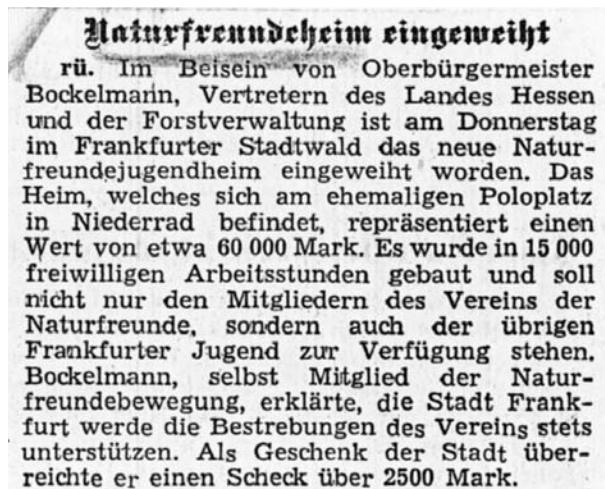 Naturfreundeheim eingeweiht
rü. Im Beisein von Oberbürgermeister
Bockelmann, Vertretern des Landes Hessen
und der Forstverwaltung ist am Donnerstag
im Frankfurter Stadtwald das neue Natur-
freundejugendheim eingeweiht worden. Das
Heim, welches sich am ehemaligen Poloplatz
in Niederrad befindet, repräsentiert einen
Wert von etwa 60 000 Mark. Es wurde in 15 000
freiwilligen Arbeitsstunden gebaut und soll
nicht nur den Mitgliedern des Vereins der
Naturfreunde, sondern auch der übrigen
Frankfurter Jugend zur Verfügung stehen.
Bockelmann, selbst Mitglied der Natur-
freundebewegung, erklärte, die Stadt Frank-
furt werde die Bestrebungen des Vereins stets
unterstützen. Als Geschenk der Stadt über-
reichte er einen Scheck über 2500 Mark.